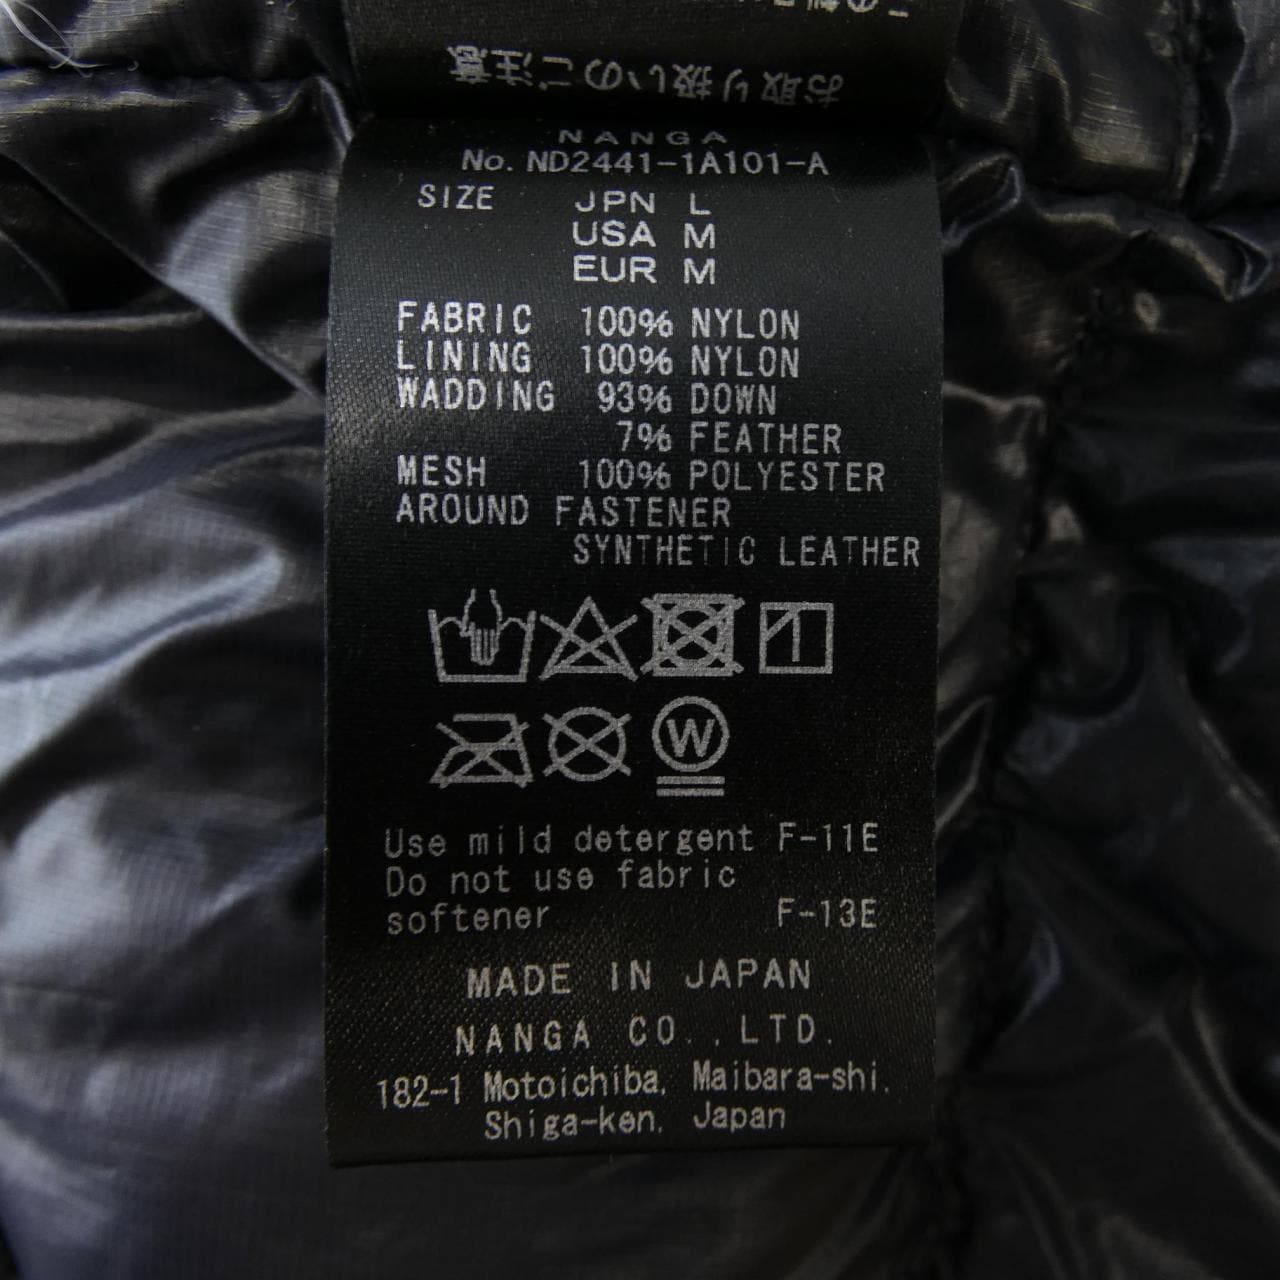 お取り扱いのご注意
NANGA
No. ND2441-1A101-A
SIZE JPN L
USA M
EUR M
FABRIC 100% NYLON
LINING 100% NYLON
WADDING 93% DOWN
7% FEATHER
MESH 100% POLYESTER
AROUND FASTENER
SYNTHETIC LEATHER
W
Use mild detergent F-11E
Do not use fabric
softener F-13E
MADE IN JAPAN
NANGA CO.,LTD.
182-1 Motoichiba, Maibara-shi,
Shiga-ken, Japan